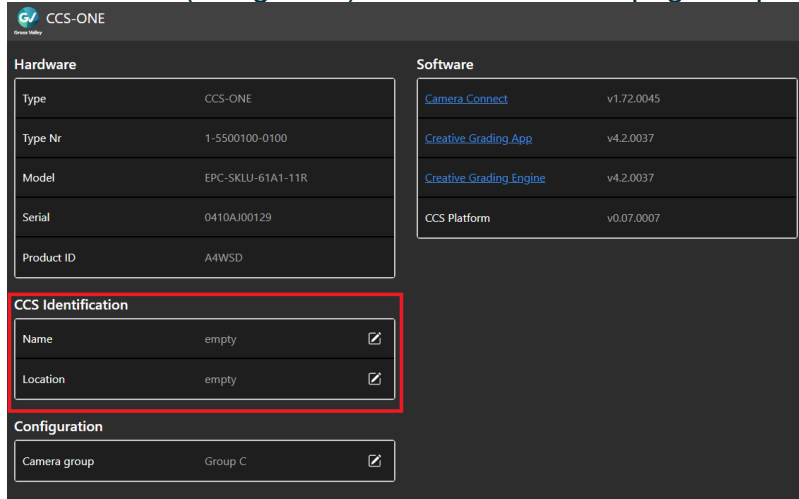 CCS-ONE
Grass Valley
Hardware
Type CCS-ONE
Type Nr 1-5500100-0100
Model EPC-SKLU-61A1-11R
Serial 0410AJ00129
Product ID A4WSD
CCS Identification
Name empty
Location empty
Configuration
Camera group Group C
Software
Camera Connect v1.72.0045
Creative Grading App v4.2.0037
Creative Grading Engine v4.2.0037
CCS Platform v0.07.0007